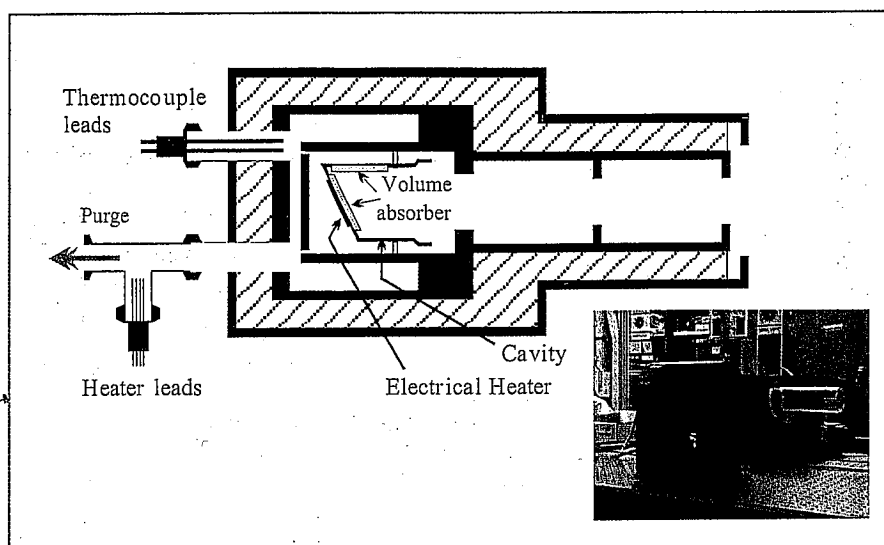 Thermocouple
leads
Volume
absorber
Purge
Cavity
Heater leads
Electrical Heater